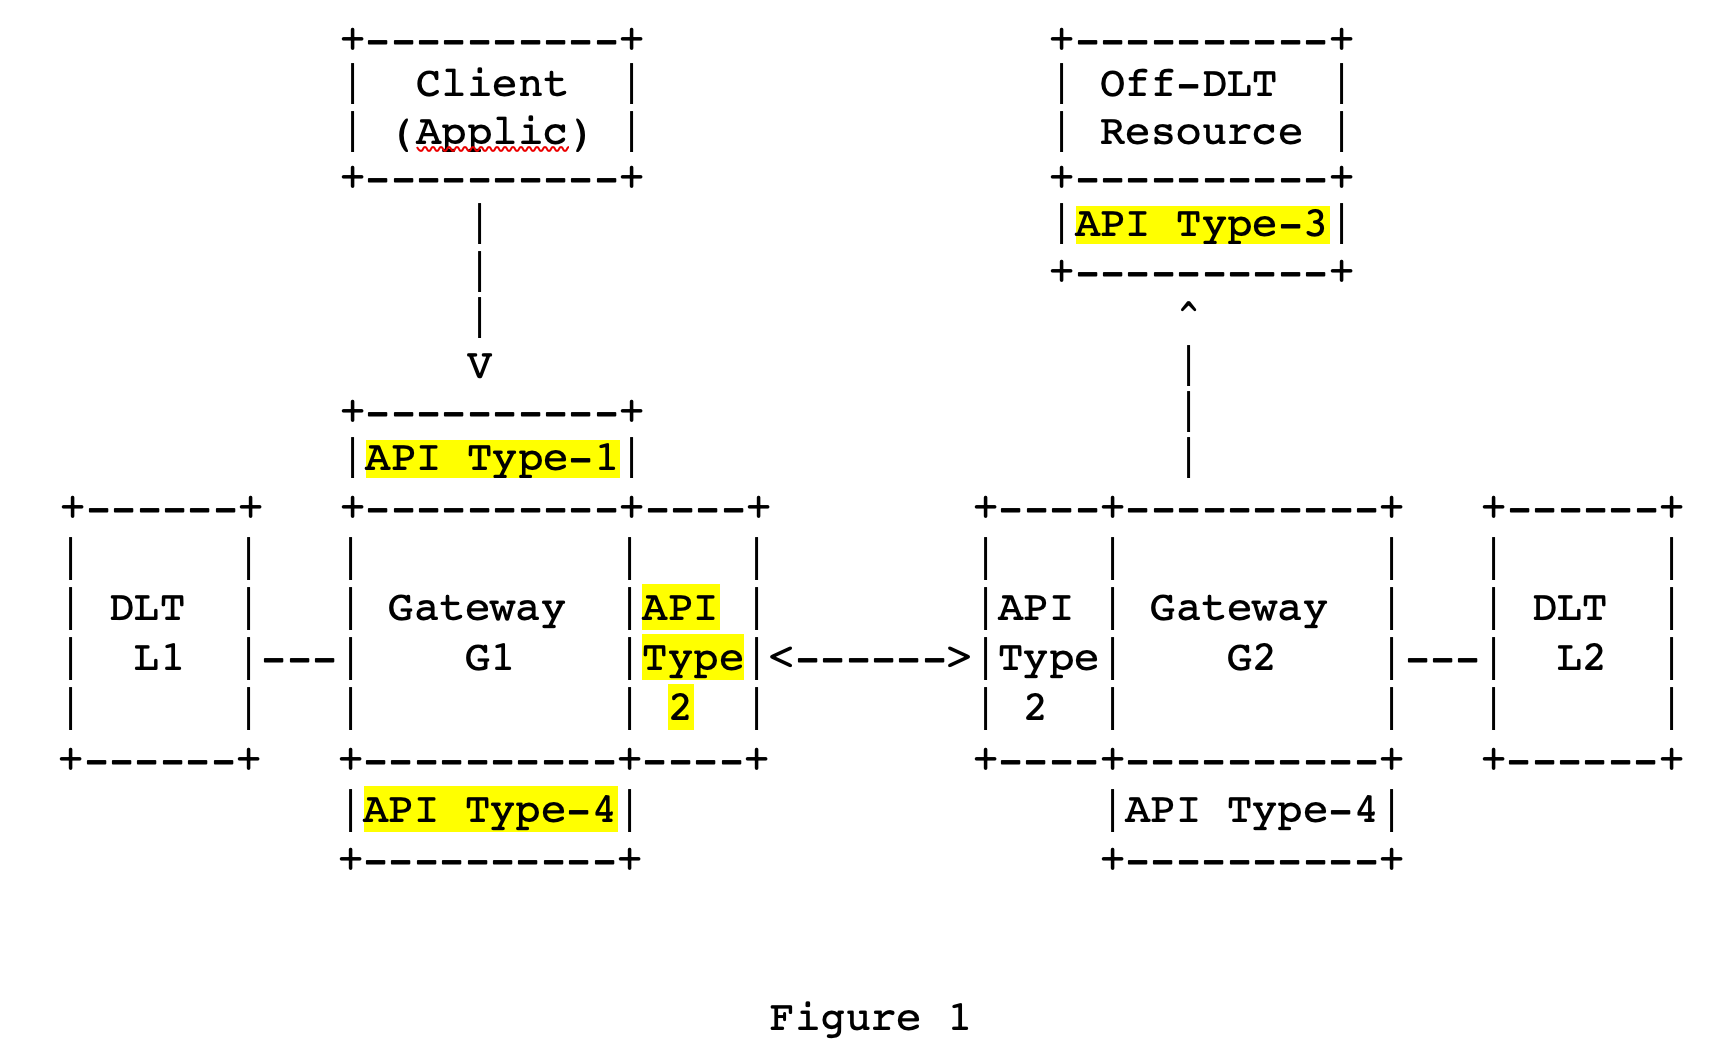 +----------+                +----------+
|  Client  |                | Off-DLT  |
| (Applic) |                | Resource |
+----------+                +----------+
     |                      |API Type-3|
     |                      +----------+
     |                           ^
     V                           |
+----------+                     |
|API Type-1|                     |
+------+   +----------+----+        +----+----------+   +------+
|      |   |          |    |        |    |          |   |      |
| DLT  |   | Gateway  |API |        |API | Gateway  |   | DLT  |
|  L1  |---|    G1    |Type|<------>|Type|    G2    |---|  L2  |
|      |   |          | 2  |        | 2  |          |   |      |
+------+   +----------+----+        +----+----------+   +------+
|API Type-4|                  |API Type-4|
+----------+                  +----------+
Figure 1